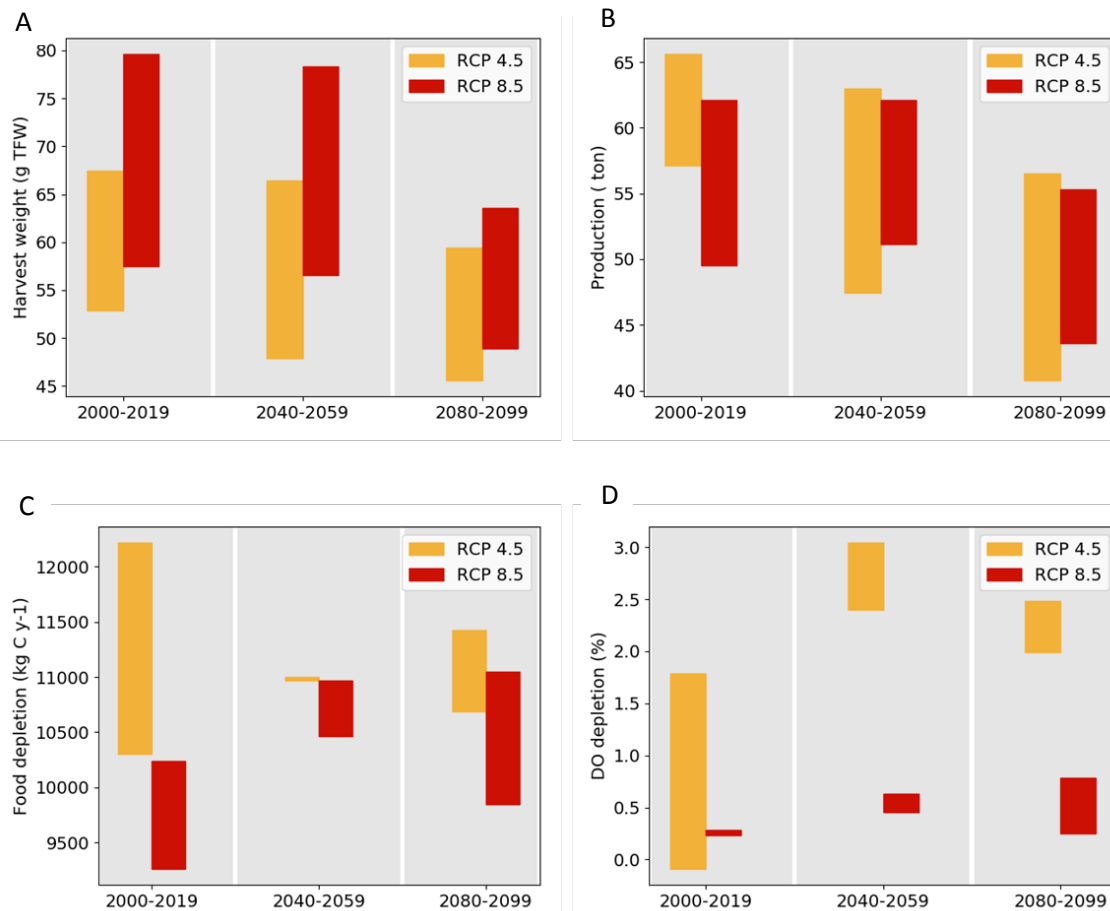 A
Harvest weight (g TFW)
80
75
70
65
60
55
50
45
RCP 4.5
RCP 8.5
2000-2019 2040-2059 2080-2099
B
Production ( ton)
65
60
55
50
45
40
RCP 4.5
RCP 8.5
2000-2019 2040-2059 2080-2099
C
Food depletion (kg C y-1)
12000
11500
11000
10500
10000
9500
RCP 4.5
RCP 8.5
2000-2019 2040-2059 2080-2099
D
DO depletion (%)
3.0
2.5
2.0
1.5
1.0
0.5
0.0
RCP 4.5
RCP 8.5
2000-2019 2040-2059 2080-2099